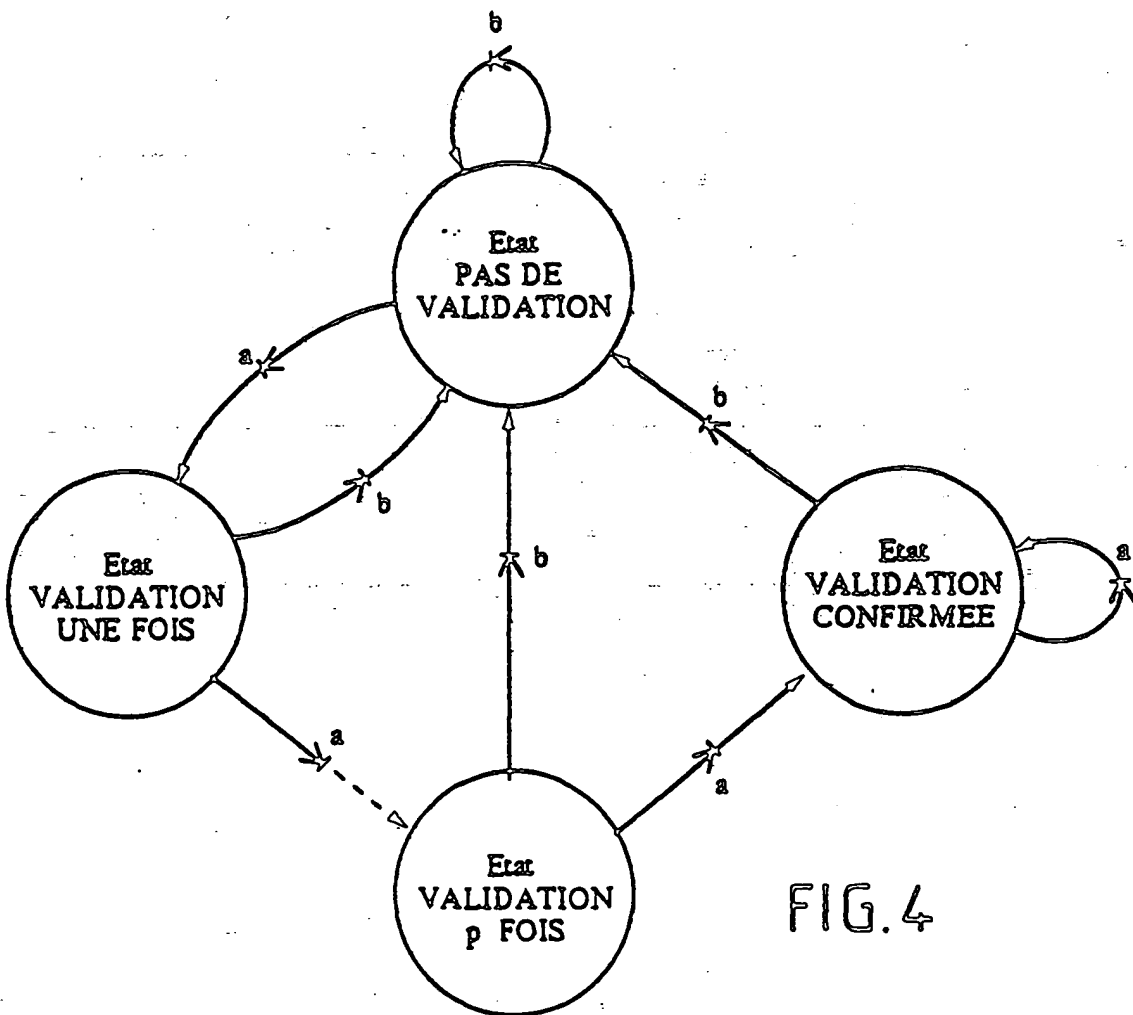 b
Etat
PAS DE
VALIDATION
a
b
b
b
Etat
VALIDATION
UNE FOIS
Etat
VALIDATION
CONFIRMEE
a
a
a
Etat
VALIDATION
p FOIS
FIG. 4